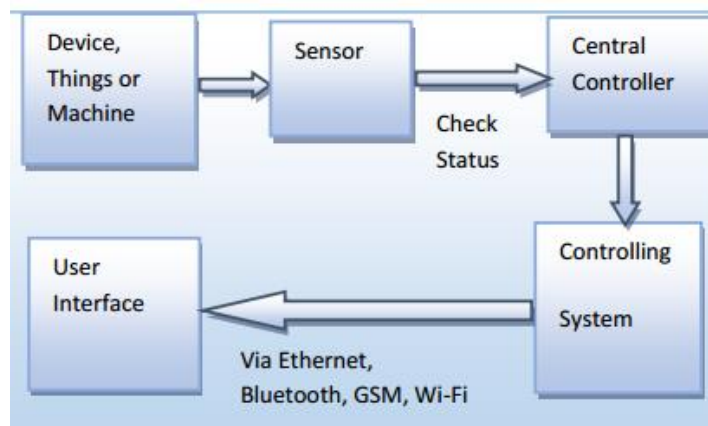 Device,
Things or
Machine
Sensor
Check
Status
Central
Controller
Controlling
System
User
Interface
Via Ethernet,
Bluetooth, GSM, Wi-Fi